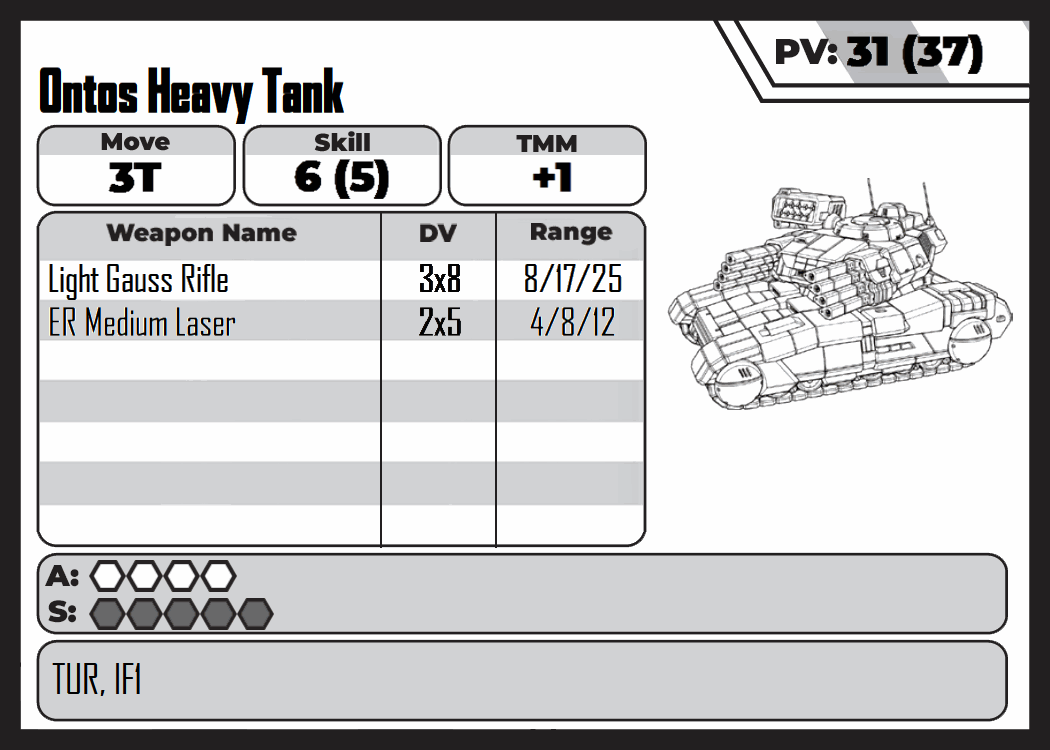 PV: 31 (37)
Ontos Heavy Tank
Move Skill TMM
3T 6 (5) +1
Weapon Name DV Range
Light Gauss Rifle 3x8 8/17/25
ER Medium Laser 2x5 4/8/12
A:
S:
TUR, IF1